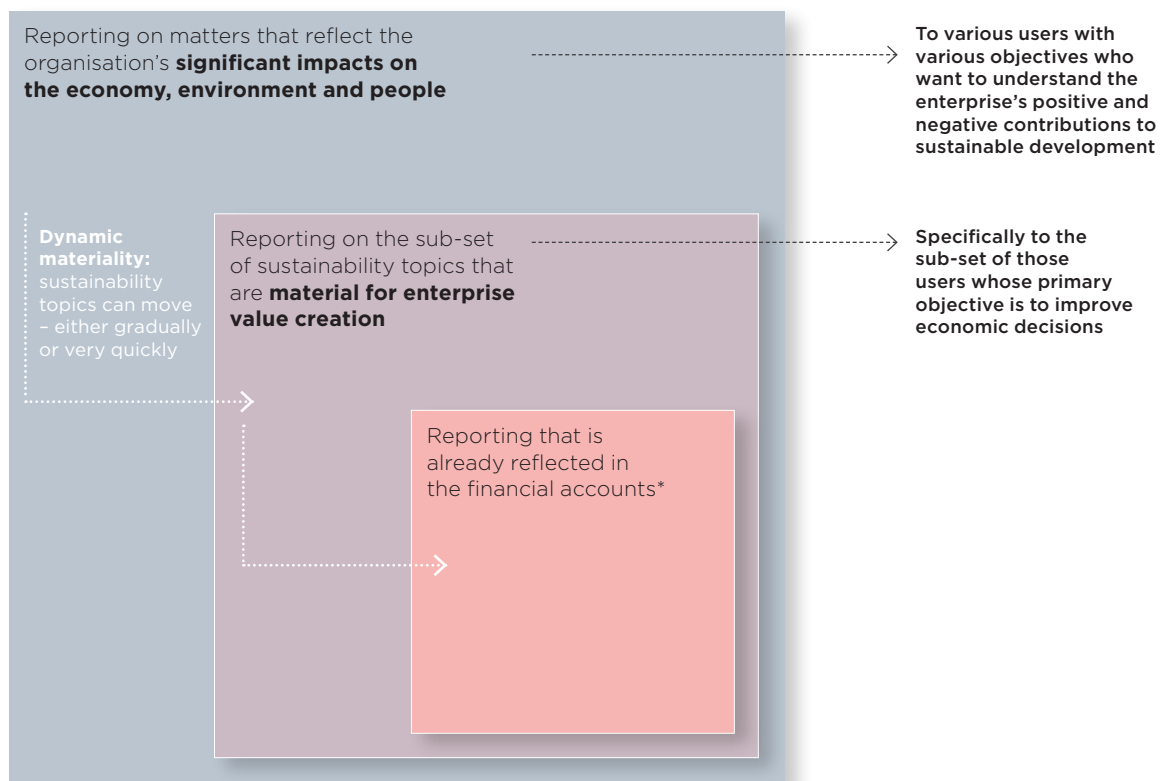 Reporting on matters that reflect the
organisation’s significant impacts on
the economy, environment and people
To various users with
various objectives who
want to understand the
enterprise’s positive and
negative contributions to
sustainable development
Dynamic
materiality:
sustainability
topics can move
– either gradually
or very quickly
Reporting on the sub-set
of sustainability topics that
are material for enterprise
value creation
Specifically to the
sub-set of those
users whose primary
objective is to improve
economic decisions
Reporting that is
already reflected in
the financial accounts*